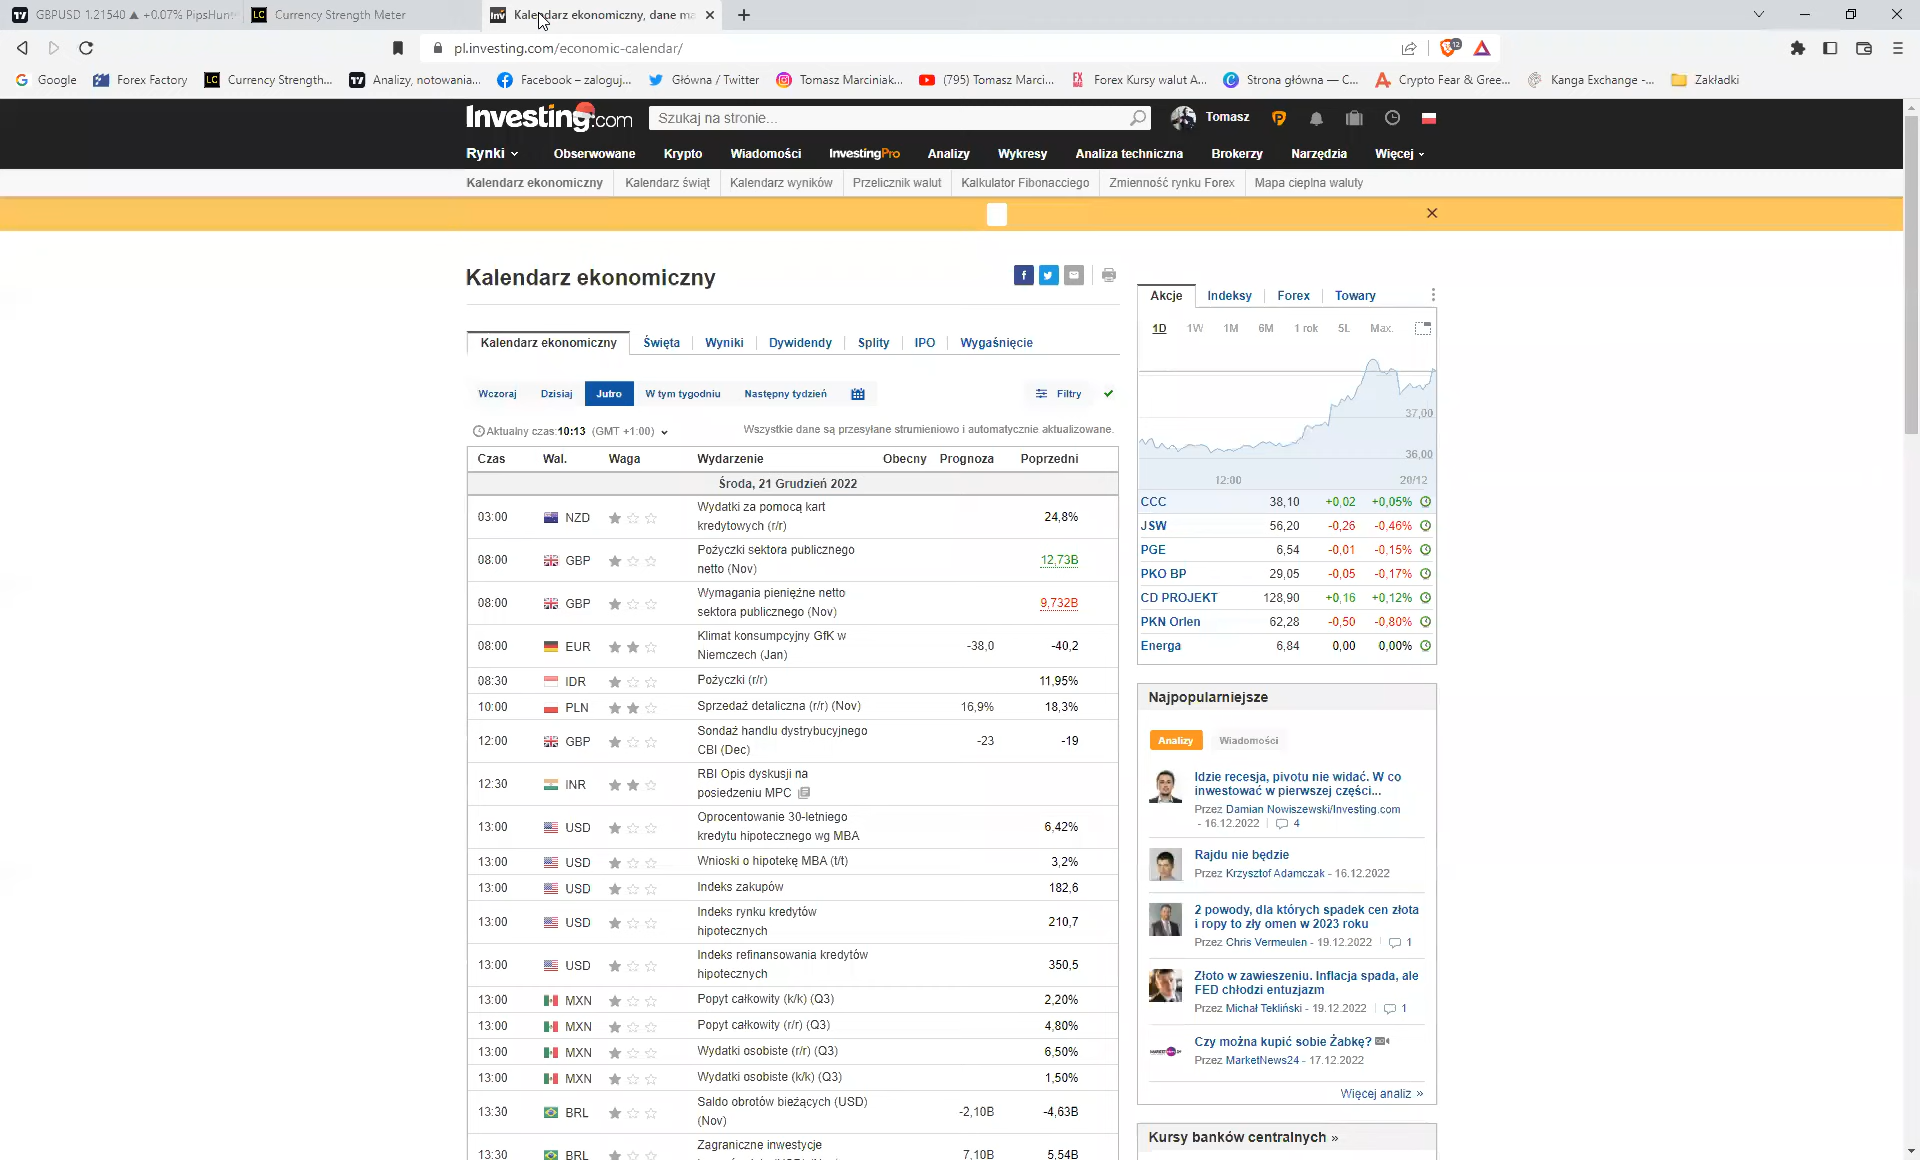 GBPUSD 1.21540 ▲ +0.07% PipsHunt
Currency Strength Meter
Kalendarz ekonomiczny, dane ma
pl.investing.com/economic-calendar/
12
Google
Forex Factory
Currency Strength...
Analizy, notowania...
Facebook – zaloguj...
Główna / Twitter
Tomasz Marciniak...
(795) Tomasz Marci...
Forex Kursy walut A...
Strona główna — C...
Crypto Fear & Gree...
Kanga Exchange -...
Zakładki
Investing.com
Szukaj na stronie...
Tomasz
Rynki
Obserwowane
Krypto
Wiadomości
InvestingPro
Analizy
Wykresy
Analiza techniczna
Brokerzy
Narzędzia
Więcej
Kalendarz ekonomiczny
Kalendarz świąt
Kalendarz wyników
Przelicznik walut
Kalkulator Fibonacciego
Zmienność rynku Forex
Mapa cieplna waluty
Kalendarz ekonomiczny
Kalendarz ekonomiczny
Święta
Wyniki
Dywidendy
Splity
IPO
Wygaśnięcie
Wczoraj
Dzisiaj
Jutro
W tym tygodniu
Następny tydzień
Filtry
Aktualny czas:10:13 (GMT +1:00)
Wszystkie dane są przesyłane strumieniowo i automatycznie aktualizowane.
Czas Wal. Waga Wydarzenie Obecny Prognoza Poprzedni
Środa, 21 Grudzień 2022
03:00 NZD Wydatki za pomocą kart 24,8%
kredytowych (r/r)
08:00 GBP Pożyczki sektora publicznego 12,73B
netto (Nov)
08:00 GBP Wymagania pieniężne netto 9,732B
sektora publicznego (Nov)
08:00 EUR Klimat konsumpcyjny GfK w -38,0 -40,2
Niemczech (Jan)
08:30 IDR Pożyczki (r/r) 11,95%
10:00 PLN Sprzedaż detaliczna (r/r) (Nov) 16,9% 18,3%
12:00 GBP Sondaż handlu dystrybucyjnego -23 -19
CBI (Dec)
12:30 INR RBI Opis dyskusji na
posiedzeniu MPC
13:00 USD Oprocentowanie 30-letniego 6,42%
kredytu hipotecznego wg MBA
13:00 USD Wnioski o hipotekę MBA (t/t) 3,2%
13:00 USD Indeks zakupów 182,6
13:00 USD Indeks rynku kredytów 210,7
hipotecznych
13:00 USD Indeks refinansowania kredytów 350,5
hipotecznych
13:00 MXN Popyt całkowity (k/k) (Q3) 2,20%
13:00 MXN Popyt całkowity (r/r) (Q3) 4,80%
13:00 MXN Wydatki osobiste (r/r) (Q3) 6,50%
13:00 MXN Wydatki osobiste (k/k) (Q3) 1,50%
13:30 BRL Saldo obrotów bieżących (USD) -2,10B -4,63B
(Nov)
13:30 BRL Zagraniczne inwestycje 7,10B 5,54B
Akcje
Indeksy
Forex
Towary
1D 1W 1M 6M 1 rok 5L Max.
37,00
36,00
12:00 20/12
CCC 38,10 +0,02 +0,05%
JSW 56,20 -0,26 -0,46%
PGE 6,54 -0,01 -0,15%
PKO BP 29,05 -0,05 -0,17%
CD PROJEKT 128,90 +0,16 +0,12%
PKN Orlen 62,28 -0,50 -0,80%
Energa 6,84 0,00 0,00%
Najpopularniejsze
Analizy
Wiadomości
Idzie recesja, pivotu nie widać. W co
inwestować w pierwszej części...
Przez Damian Nowiszewski/Investing.com
- 16.12.2022 4
Rajdu nie będzie
Przez Krzysztof Adamczak - 16.12.2022
2 powody, dla których spadek cen złota
i ropy to zły omen w 2023 roku
Przez Chris Vermeulen - 19.12.2022 1
Złoto w zawieszeniu. Inflacja spada, ale
FED chłodzi entuzjazm
Przez Michał Tekliński - 19.12.2022 1
Czy można kupić sobie Żabkę?
Przez MarketNews24 - 17.12.2022
Więcej analiz »
Kursy banków centralnych »